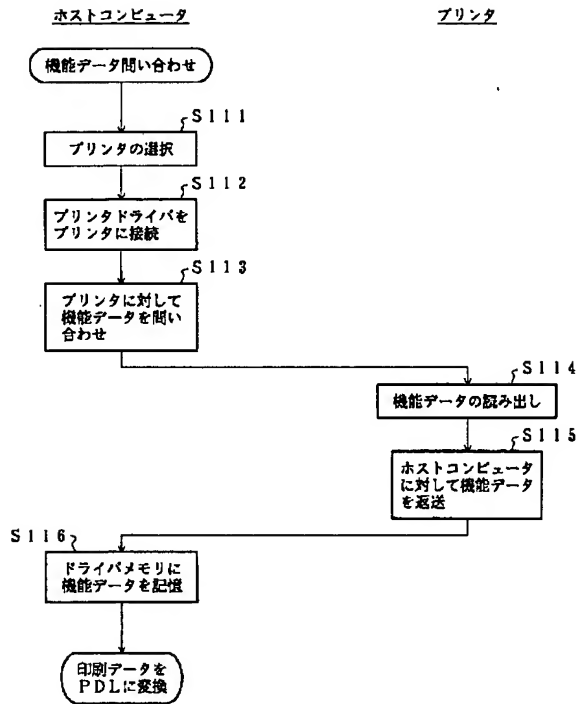 ホストコンピュータ
プリンタ
機能データ問い合わせ
S111
プリンタの選択
S112
プリンタドライバを
プリンタに接続
S113
プリンタに対して
機能データを問い
合わせ
S114
機能データの読み出し
S115
ホストコンピュータ
に対して機能データ
を返送
S116
ドライバメモリに
機能データを記憶
印刷データを
PDLに変換